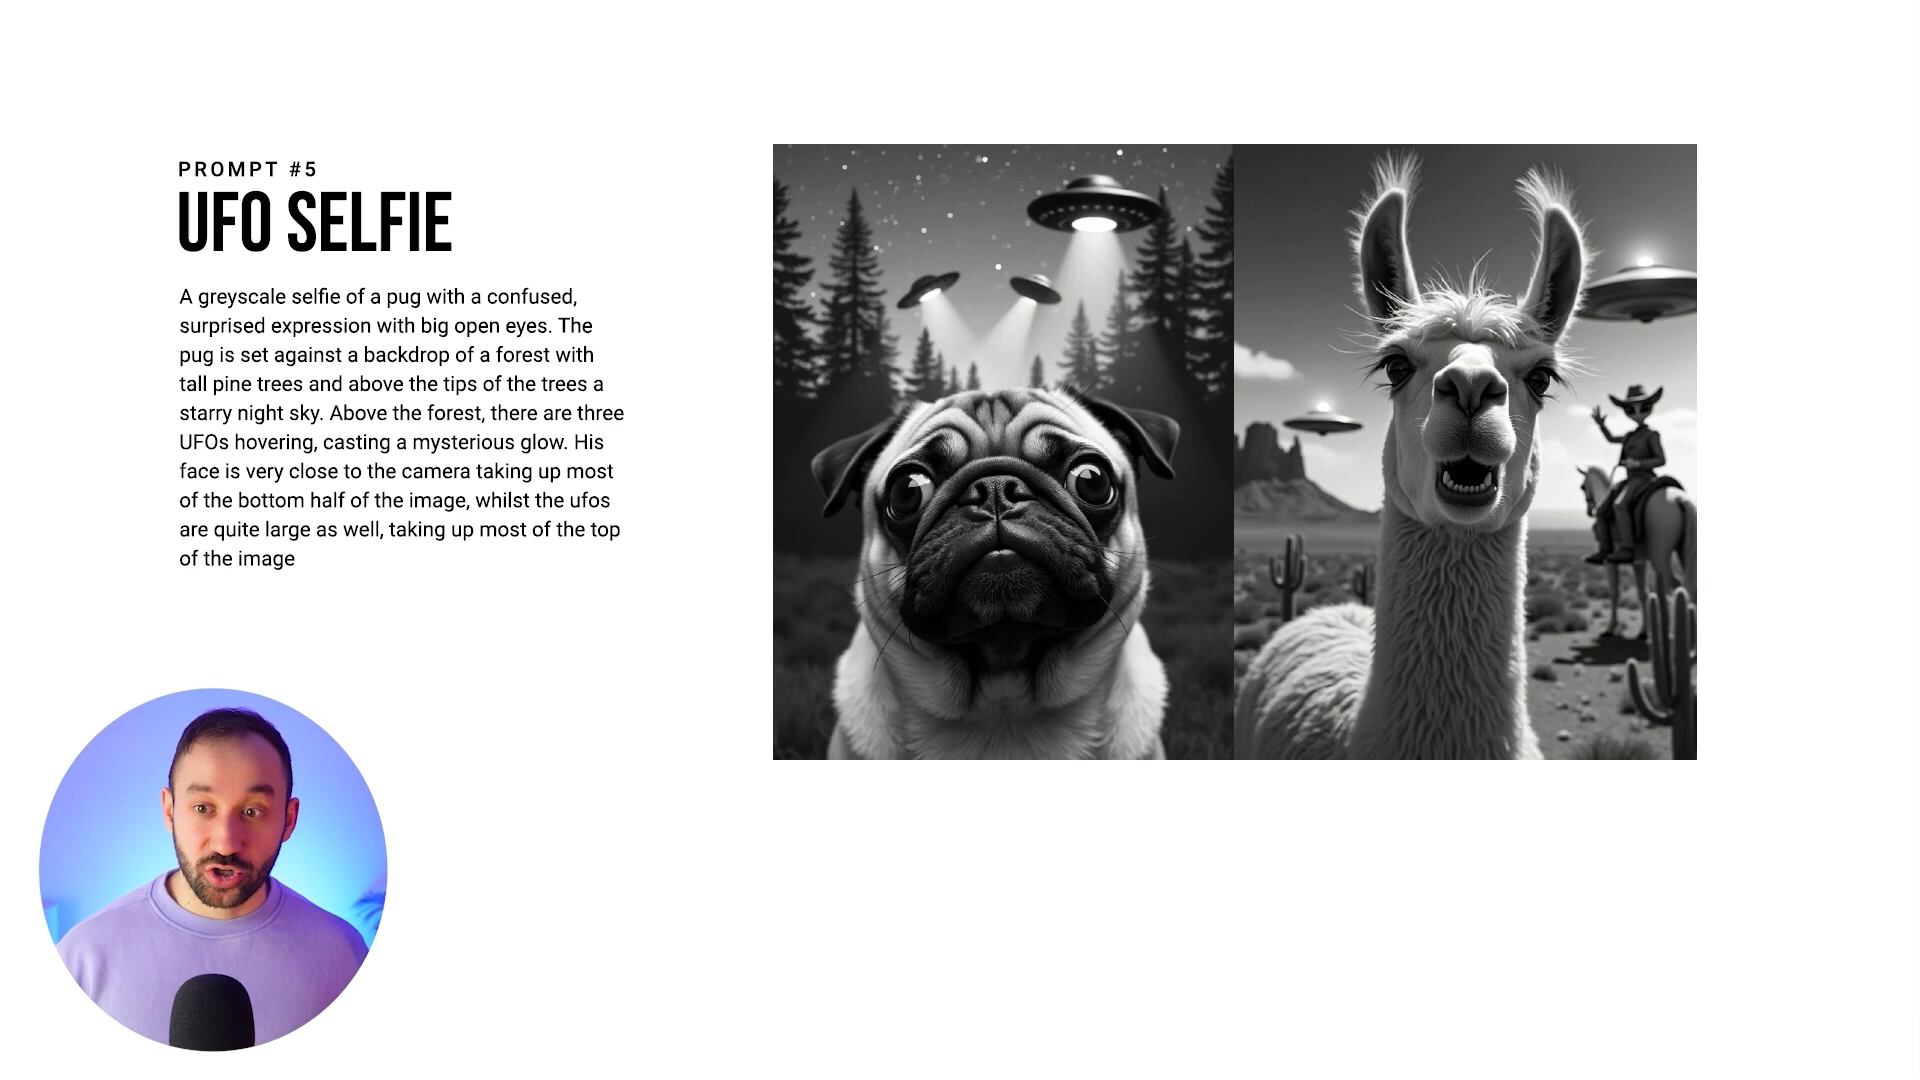 PROMPT #5
UFO SELFIE
A greyscale selfie of a pug with a confused,
surprised expression with big open eyes. The
pug is set against a backdrop of a forest with
tall pine trees and above the tips of the trees a
starry night sky. Above the forest, there are three
UFOs hovering, casting a mysterious glow. His
face is very close to the camera taking up most
of the bottom half of the image, whilst the ufos
are quite large as well, taking up most of the top
of the image